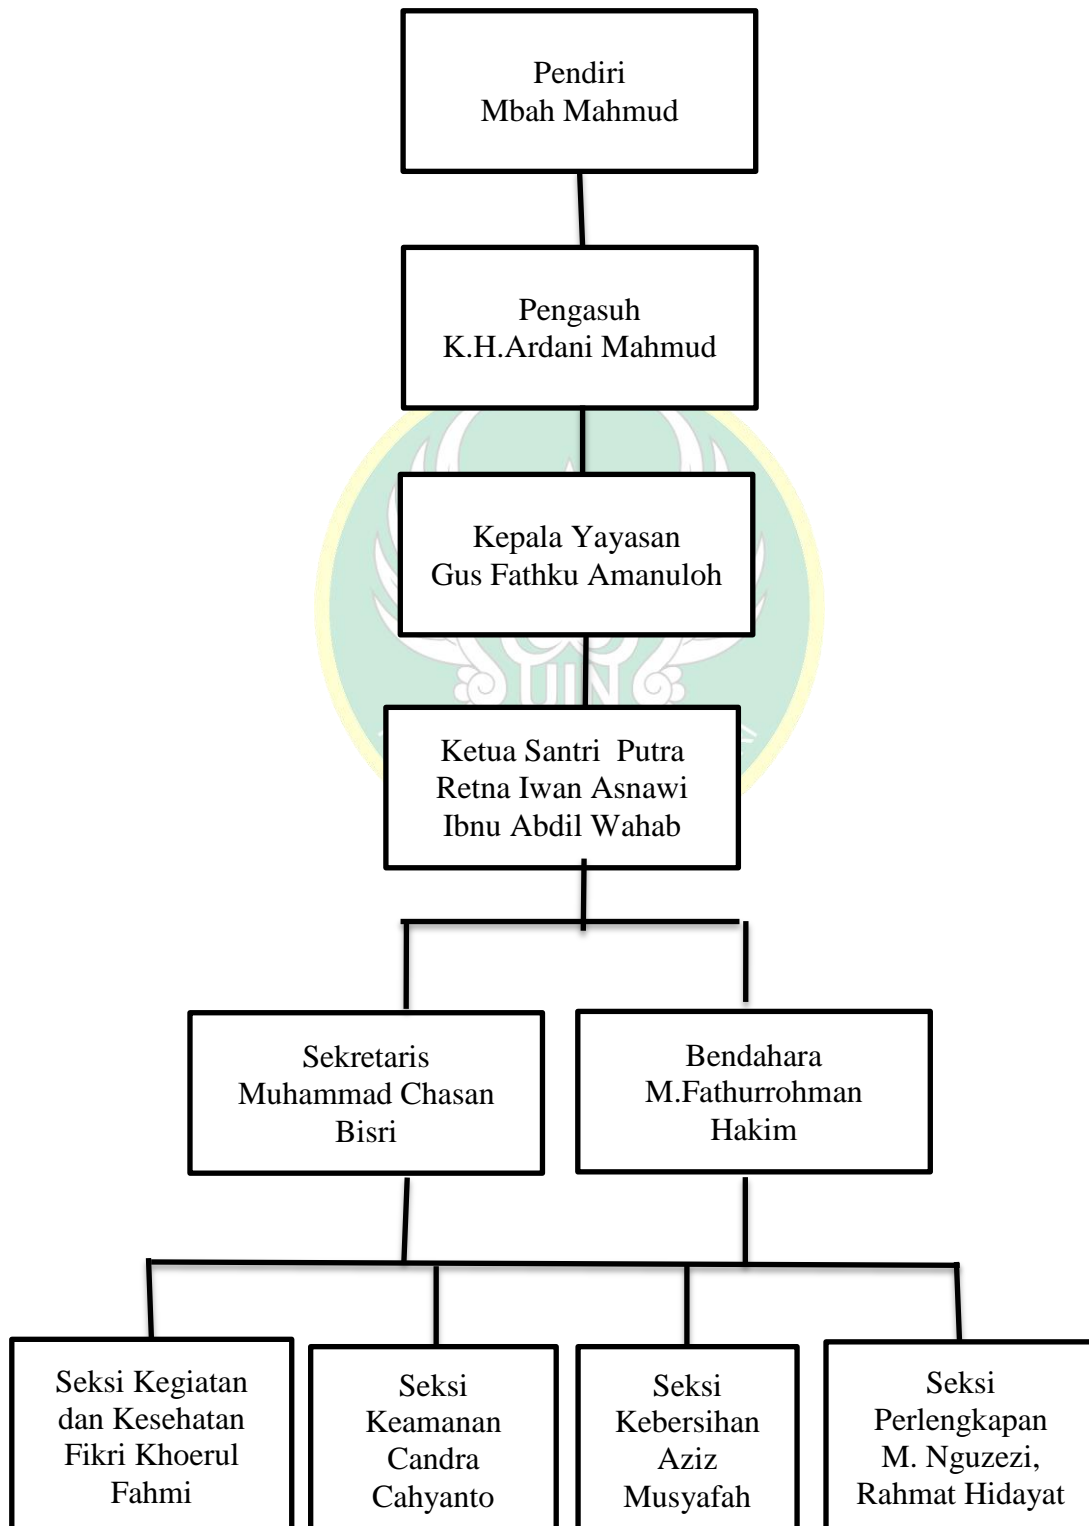 Pendiri
Mbah Mahmud
Pengasuh
K.H.Ardani Mahmud
Kepala Yayasan
Gus Fathku Amanuloh
UIN
Ketua Santri  Putra
Retna Iwan Asnawi
Ibnu Abdil Wahab
Sekretaris
Muhammad Chasan
Bisri
Bendahara
M.Fathurrohman
Hakim
Seksi Kegiatan
dan Kesehatan
Fikri Khoerul
Fahmi
Seksi
Keamanan
Candra
Cahyanto
Seksi
Kebersihan
Aziz
Musyafah
Seksi
Perlengkapan
M. Nguzezi,
Rahmat Hidayat